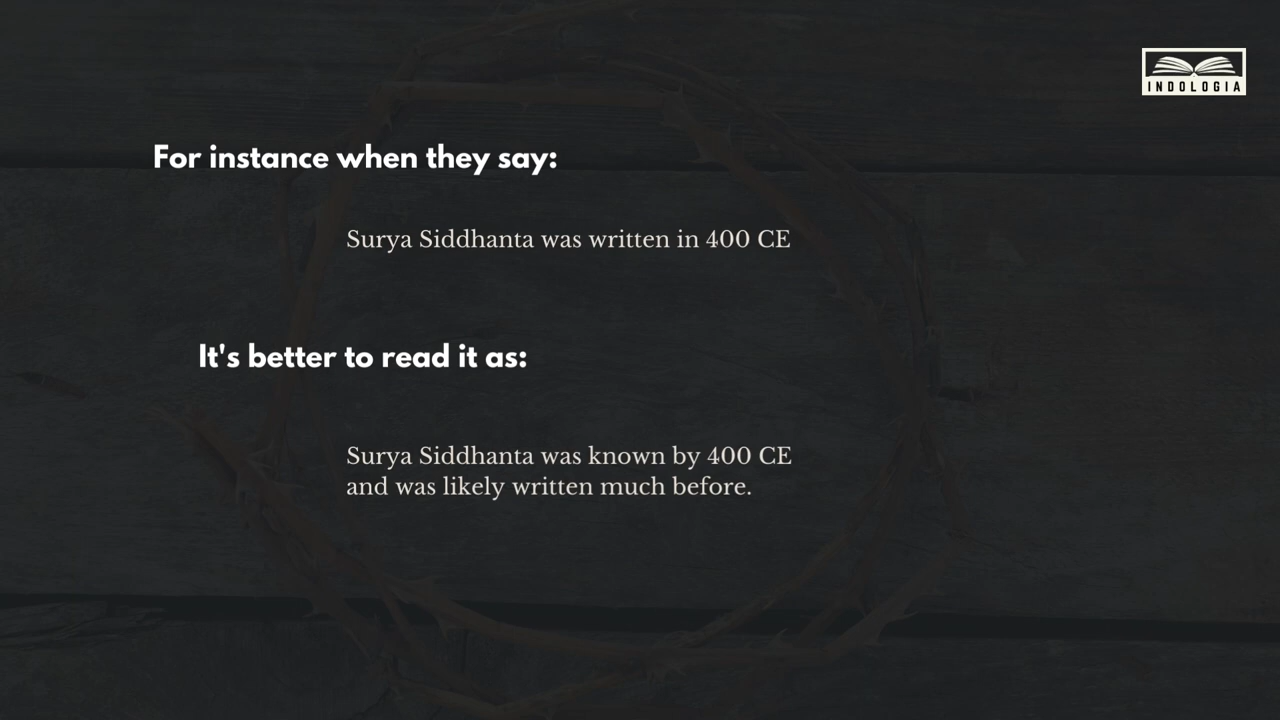 INDOLOGIA
For instance when they say:
Surya Siddhanta was written in 400 CE
It's better to read it as:
Surya Siddhanta was known by 400 CE
and was likely written much before.